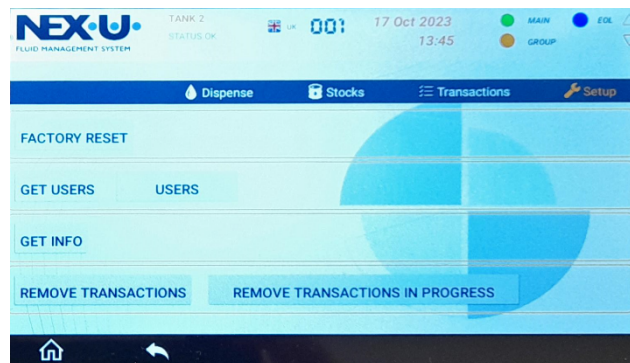 NEX·U·
FLUID MANAGEMENT SYSTEM
TANK 2
STATUS OK
UK
001
17 Oct 2023
13:45
MAIN
GROUP
EOL
Dispense
Stocks
Transactions
Setup
FACTORY RESET
GET USERS
USERS
GET INFO
REMOVE TRANSACTIONS
REMOVE TRANSACTIONS IN PROGRESS